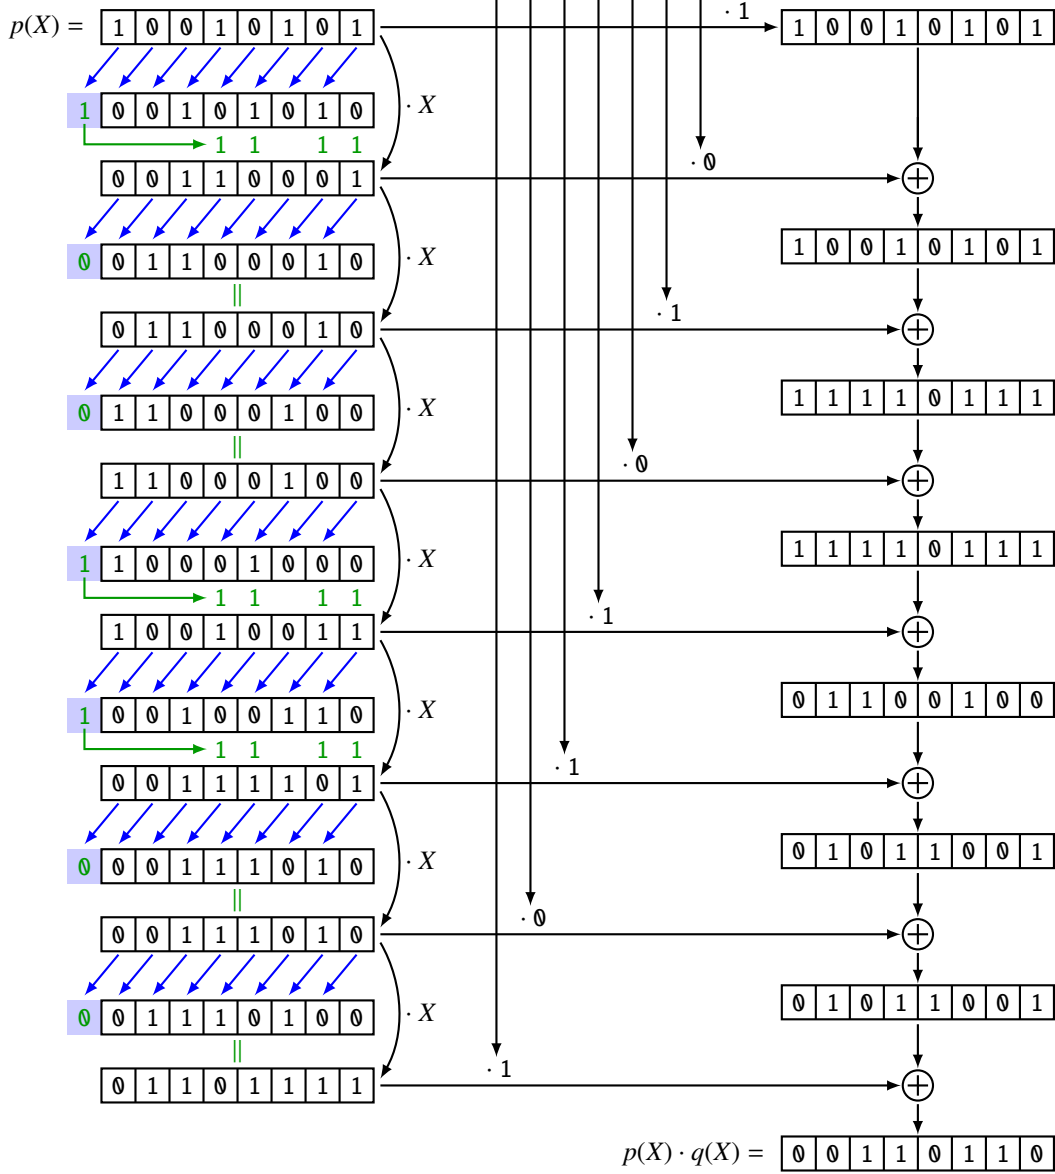 p(X) = 1 0 0 1 0 1 0 1 · 1 1 0 0 1 0 1 0 1
1 0 0 1 0 1 0 1 0 · X
1 1 1 1
· 0
0 0 1 1 0 0 0 1 +
1 0 0 1 0 1 0 1
0 0 1 1 0 0 0 1 0 · X
||
· 1
0 1 1 0 0 0 1 0 +
1 1 1 1 0 1 1 1
0 1 1 0 0 0 1 0 0 · X
||
· 0
1 1 0 0 0 1 0 0 +
1 1 1 1 0 1 1 1
1 1 0 0 0 1 0 0 0 · X
1 1 1 1
· 1
1 0 0 1 0 0 1 1 +
0 1 1 0 0 1 0 0
1 0 0 1 0 0 1 1 0 · X
1 1 1 1
· 1
0 0 1 1 1 1 0 1 +
0 1 0 1 1 0 0 1
0 0 0 1 1 1 0 1 0 · X
||
· 0
0 0 1 1 1 0 1 0 +
0 1 0 1 1 0 0 1
0 0 1 1 1 0 1 0 0 · X
||
· 1
0 1 1 0 1 1 1 1 +
p(X) · q(X) = 0 0 1 1 0 1 1 0